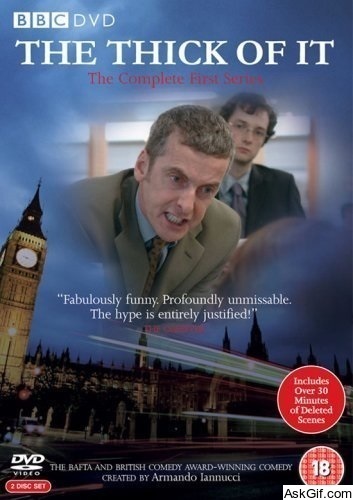 BBC DVD
THE THICK OF IT
The Complete First Series
“Fabulously funny. Profoundly unmissable.
The hype is entirely justified!”
THE GUARDIAN
Includes
Over 30
Minutes
of Deleted
Scenes
DVD
VIDEO
2 DISC SET
THE BAFTA AND BRITISH COMEDY AWARD-WINNING COMEDY
CREATED BY Armando Iannucci
18
AskGif.com